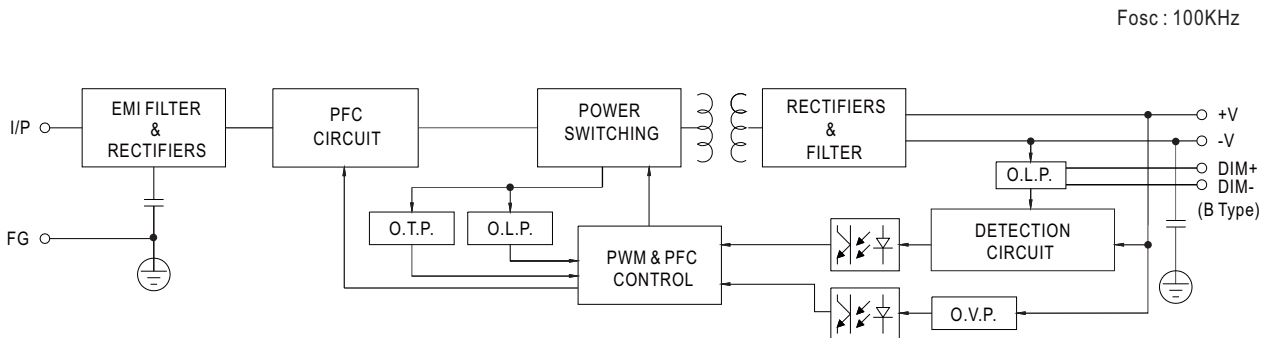 Fosc : 100KHz
I/P
EMI FILTER
&
RECTIFIERS
PFC
CIRCUIT
POWER
SWITCHING
RECTIFIERS
&
FILTER
+V
-V
DIM+
DIM-
(B Type)
O.L.P.
FG
O.T.P.
O.L.P.
PWM & PFC
CONTROL
DETECTION
CIRCUIT
O.V.P.